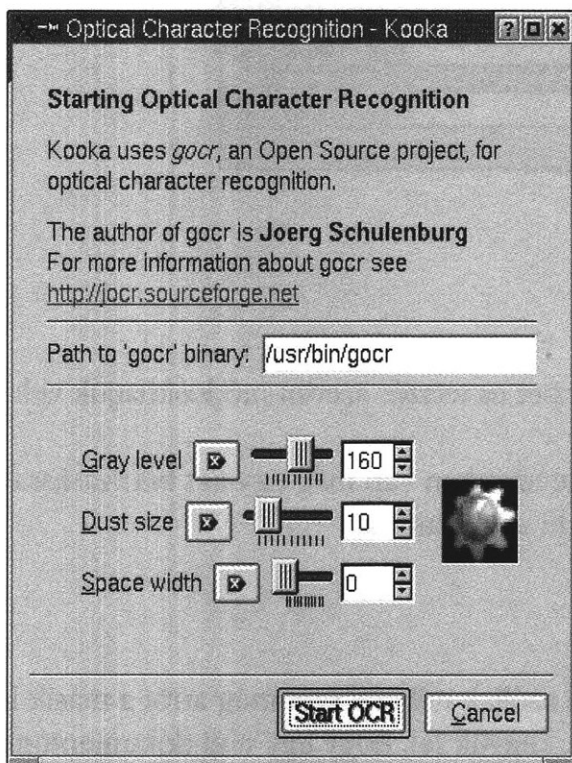 Optical Character Recognition - Kooka
Starting Optical Character Recognition
Kooka uses gocr, an Open Source project, for
optical character recognition.
The author of gocr is Joerg Schulenburg
For more information about gocr see
http://jocr.sourceforge.net
Path to 'gocr' binary: /usr/bin/gocr
Gray level 160
Dust size 10
Space width 0
Start OCR Cancel